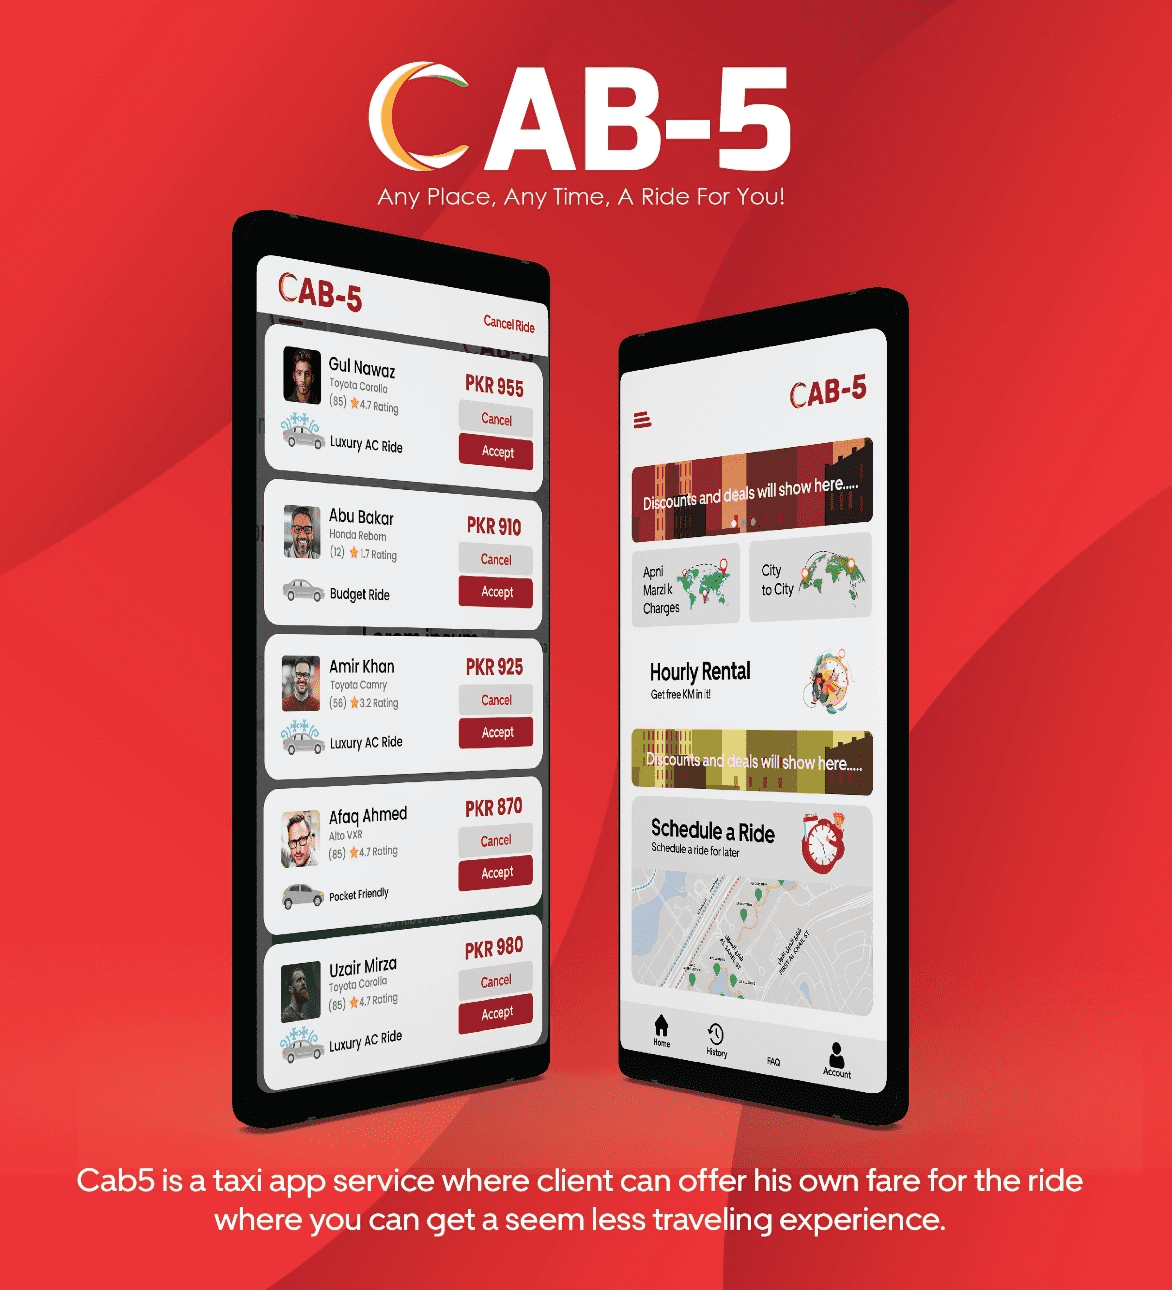 CAB-5
Any Place, Any Time, A Ride For You!
CAB-5
Cancel Ride
Gul Nawaz
Toyota Corolla
(85) 4.7 Rating
Luxury AC Ride
PKR 955
Cancel
Accept
Abu Bakar
Honda Reborn
(12) 1.7 Rating
Budget Ride
PKR 910
Cancel
Accept
Lorem ipsum
Amir Khan
Toyota Camry
(56) 3.2 Rating
Luxury AC Ride
PKR 925
Cancel
Accept
Afaq Ahmed
Alto VXR
(85) 4.7 Rating
Pocket Friendly
PKR 870
Cancel
Accept
Uzair Mirza
Toyota Corolla
(85) 4.7 Rating
Luxury AC Ride
PKR 980
Cancel
Accept
CAB-5
Discounts and deals will show here.....
Apni
Marzi k
Charges
City
to City
Hourly Rental
Get free KM in it!
Discounts and deals will show here.....
Schedule a Ride
Schedule a ride for later
Home
History
FAQ
Account
Cab5 is a taxi app service where client can offer his own fare for the ride
where you can get a seem less traveling experience.